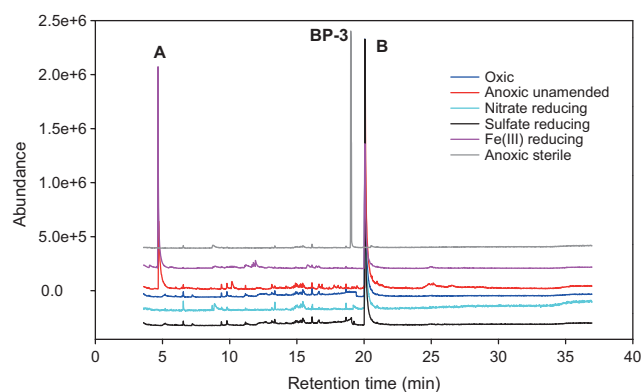 BP-3
A
B
Oxic
Anoxic unamended
Nitrate reducing
Sulfate reducing
Fe(III) reducing
Anoxic sterile
2.5e+6
2.0e+6
1.5e+6
1.0e+6
5.0e+5
0.0
Abundance
0 5 10 15 20 25 30 35 40
Retention time (min)